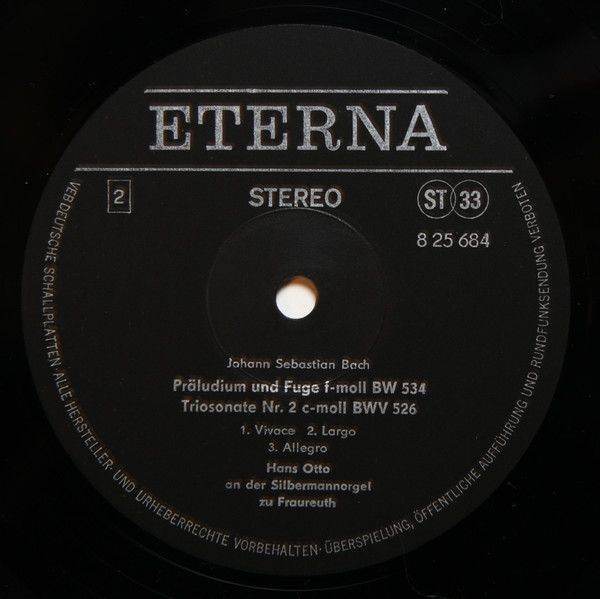 ETERNA
2
STEREO
ST 33
8 25 684
Johann Sebastian Bach
Präludium und Fuge f-moll BW 534
Triosonate Nr. 2 c-moll BWV 526
1. Vivace 2. Largo
3. Allegro
Hans Otto
an der Silbermannorgel
zu Fraureuth
VEB DEUTSCHE SCHALLPLATTEN · ALLE HERSTELLER- UND URHEBERRECHTE VORBEHALTEN · ÜBERSPIELUNG, ÖFFENTLICHE AUFFÜHRUNG UND RUNDFUNKSENDUNG VERBOTEN